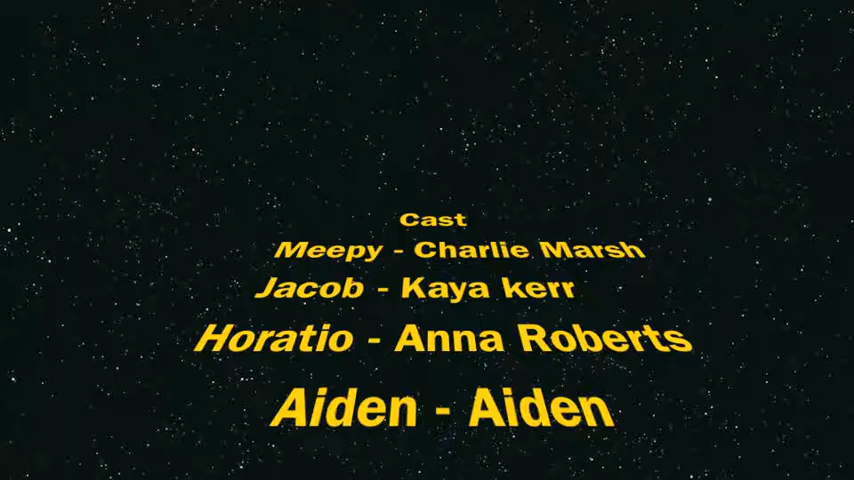 Cast
Meepy - Charlie Marsh
Jacob - Kaya kerr
Horatio - Anna Roberts
Aiden - Aiden